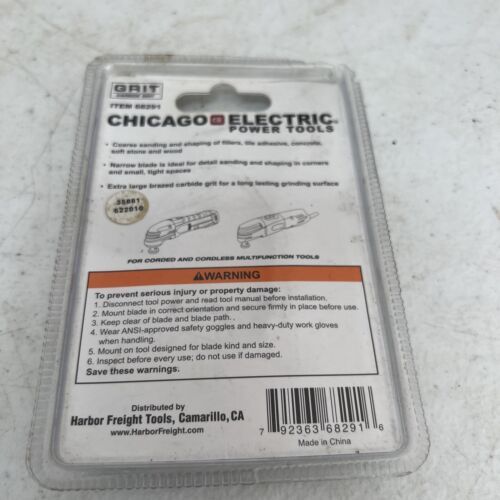 GRIT
ITEM 68291
CHICAGO CE ELECTRIC
POWER TOOLS
• Coarse sanding and shaping of fillers, tile adhesive, concrete,
soft stone and wood
• Narrow blade is ideal for detail sanding and shaping in corners
and small, tight spaces
• Extra large brazed carbide grit for a long lasting grinding surface
35861
622010
FOR CORDED AND CORDLESS MULTIFUNCTION TOOLS
WARNING
To prevent serious injury or property damage:
1. Disconnect tool power and read tool manual before installation.
2. Mount blade in correct orientation and secure firmly in place before use.
3. Keep clear of blade and blade path.
4. Wear ANSI-approved safety goggles and heavy-duty work gloves
when handling.
5. Mount on tool designed for blade kind and size.
6. Inspect before every use; do not use if damaged.
Save these warnings.
Distributed by
Harbor Freight Tools, Camarillo, CA
www.HarborFreight.com
7 92363 68291 6
Made in China